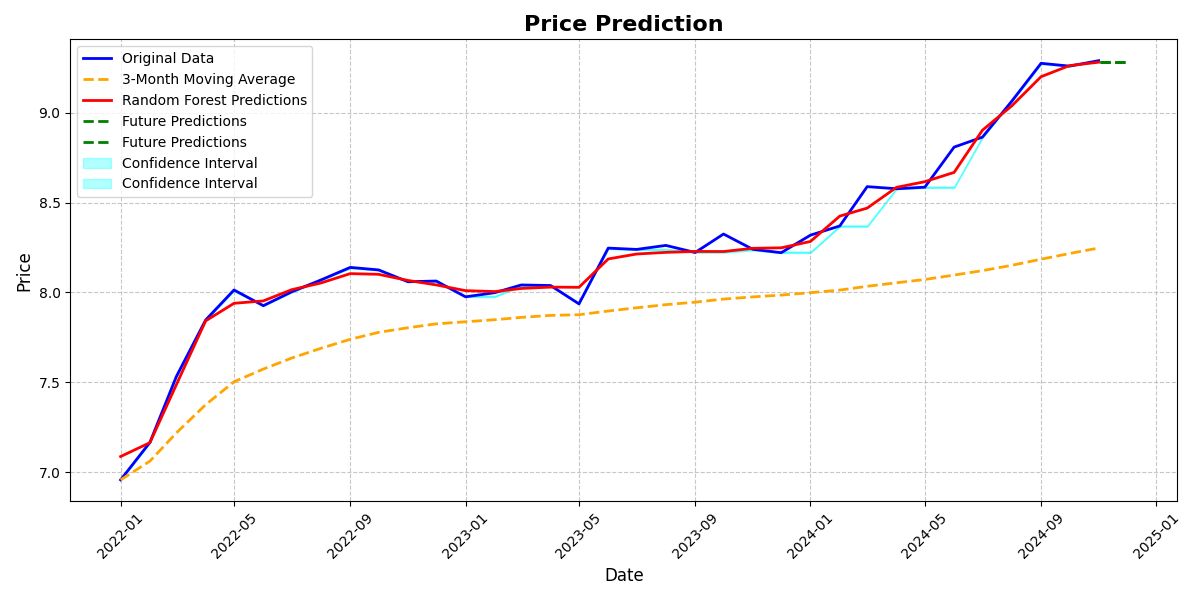 Price Prediction
Original Data
3-Month Moving Average
Random Forest Predictions
Future Predictions
Future Predictions
Confidence Interval
Confidence Interval
Price
9.0
8.5
8.0
7.5
7.0
2022-01
2022-05
2022-09
2023-01
2023-05
2023-09
2024-01
2024-05
2024-09
2025-01
Date